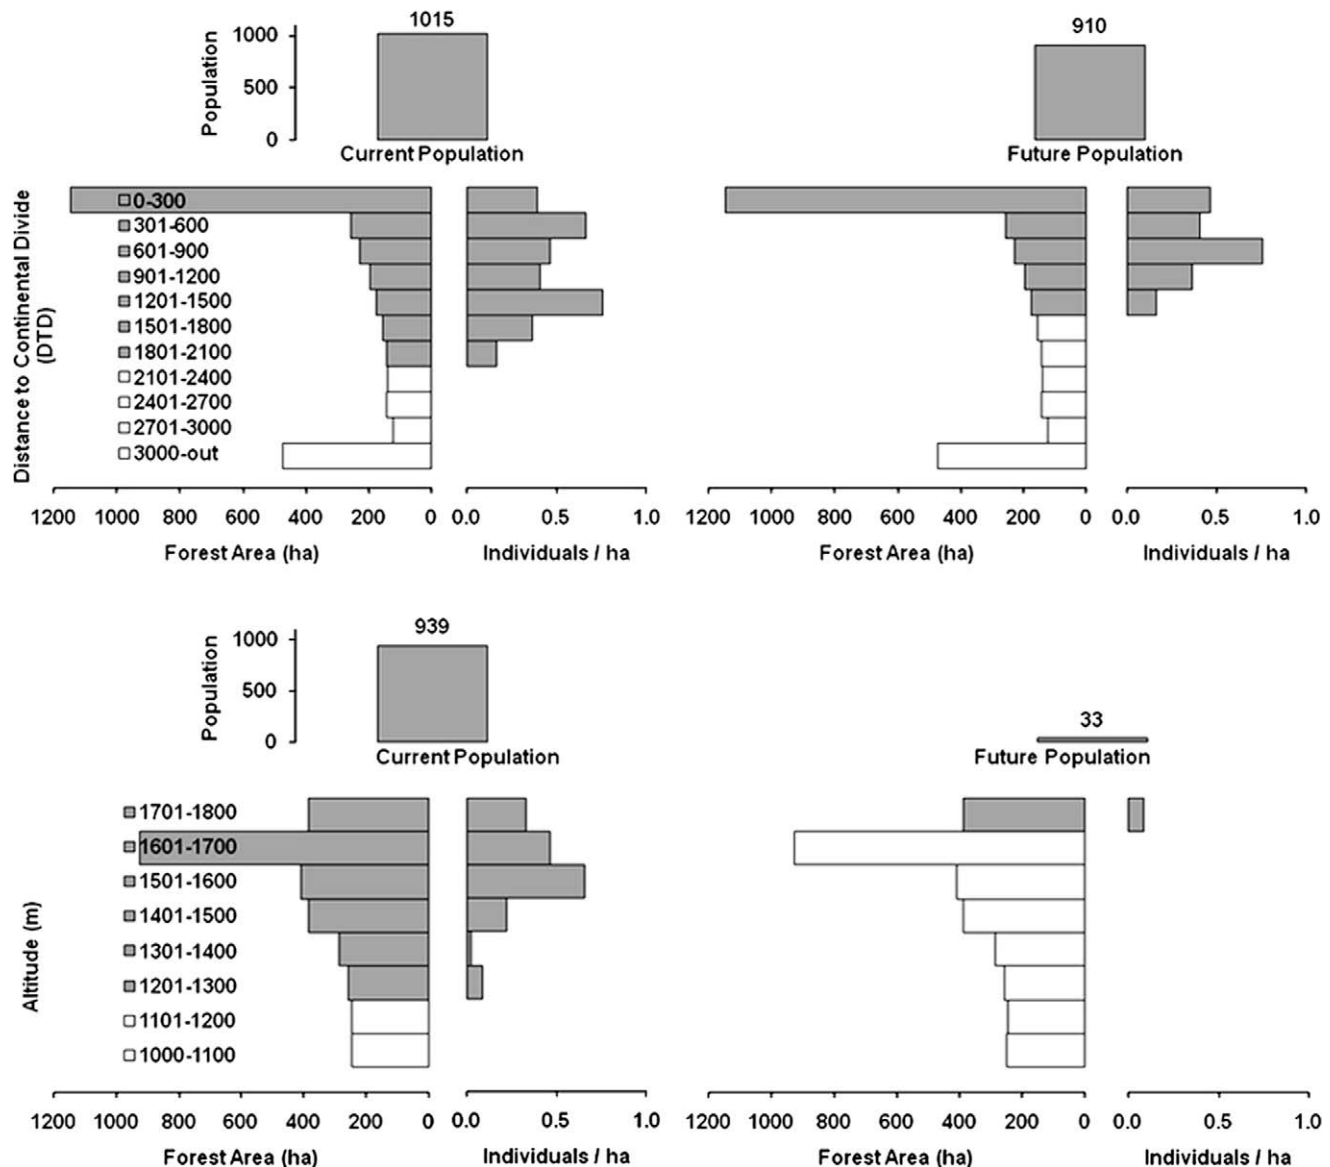 1015
1000
500
0
Population
Current Population
910
Future Population
Distance to Continental Divide
(DTD)
0-300
301-600
601-900
901-1200
1201-1500
1501-1800
1801-2100
2101-2400
2401-2700
2701-3000
3000-out
1200 1000 800 600 400 200 0
Forest Area (ha)
0.0 0.5 1.0
Individuals / ha
1200 1000 800 600 400 200 0
Forest Area (ha)
0.0 0.5 1.0
Individuals / ha
939
1000
500
0
Population
Current Population
33
Future Population
Altitude (m)
1701-1800
1601-1700
1501-1600
1401-1500
1301-1400
1201-1300
1101-1200
1000-1100
1200 1000 800 600 400 200 0
Forest Area (ha)
0.0 0.5 1.0
Individuals / ha
1200 1000 800 600 400 200 0
Forest Area (ha)
0.0 0.5 1.0
Individuals / ha